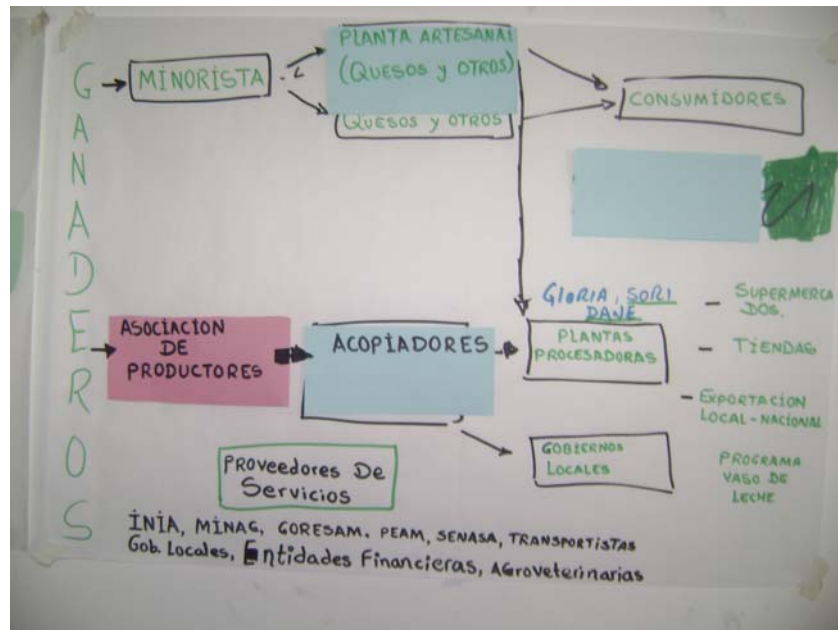 GANADEROS
MINORISTA
PLANTA ARTESANAL
(QUESOS y OTROS)
QUESOS y OTROS
CONSUMIDORES
ASOCIACION
DE
PRODUCTORES
ACOPIADORES
GLORIA, SORI
DANE
PLANTAS
PROCESADORAS
- SUPERMERCA
DOS.
- TIENDAS
- EXPORTACION
LOCAL-NACIONAL
GOBIERNOS
LOCALES
PROGRAMA
VASO DE
LECHE
PROVEEDORES DE
SERVICIOS
INIA, MINAG, GORESAM. PEAM, SENASA, TRANSPORTISTAS
Gob. Locales, Entidades Financieras, AGROVETERINARIAS